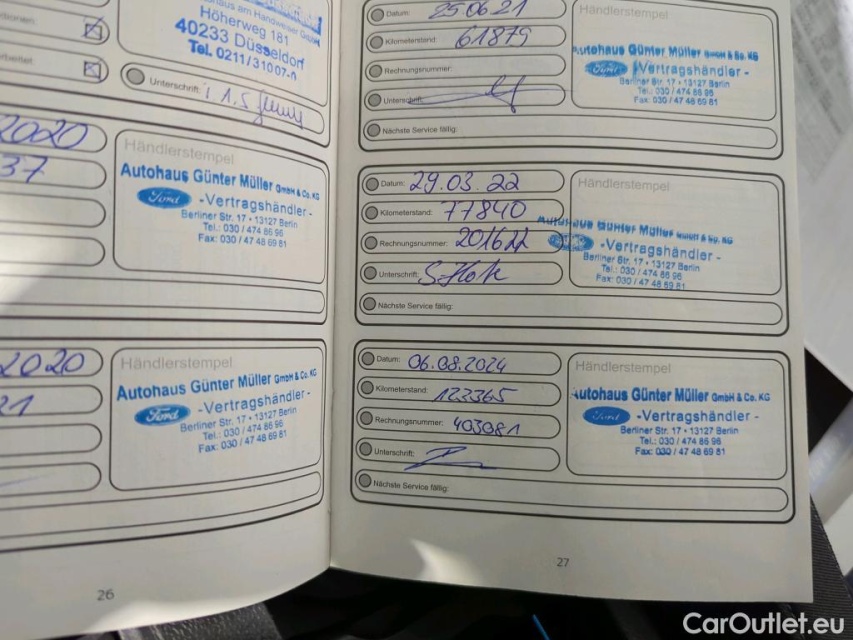 Höherweg 181
40233 Düsseldorf
Tel. 0211/31007-0
Unterschrift:
2020
37
Händlerstempel
Autohaus Günter Müller GmbH & Co. KG
Ford -Vertragshändler-
Berliner Str. 17 • 13127 Berlin
Tel.: 030 / 474 86 96
Fax: 030 / 47 48 69 81
2020
21
Händlerstempel
Autohaus Günter Müller GmbH & Co. KG
Ford -Vertragshändler-
Berliner Str. 17 • 13127 Berlin
Tel.: 030 / 474 86 96
Fax: 030 / 47 48 69 81
26
Datum: 25.06.21
Kilometerstand: 61879
Rechnungsnummer:
Unterschrift:
Nächste Service fällig:
Händlerstempel
Autohaus Günter Müller GmbH & Co. KG
Ford -Vertragshändler-
Berliner Str. 17 • 13127 Berlin
Tel.: 030 / 474 86 96
Fax: 030 / 47 48 69 81
Datum: 29.03.22
Kilometerstand: 77840
Rechnungsnummer:
Unterschrift:
Nächste Service fällig:
Händlerstempel
Autohaus Günter Müller GmbH & Co. KG
Ford -Vertragshändler-
Berliner Str. 17 • 13127 Berlin
Tel.: 030 / 474 86 96
Fax: 030 / 47 48 69 81
Datum: 06.08.2024
Kilometerstand: 122365
Rechnungsnummer: 403081
Unterschrift:
Nächste Service fällig:
Händlerstempel
Autohaus Günter Müller GmbH & Co. KG
Ford -Vertragshändler-
Berliner Str. 17 • 13127 Berlin
Tel.: 030 / 474 86 96
Fax: 030 / 47 48 69 81
27
CarOutlet.eu